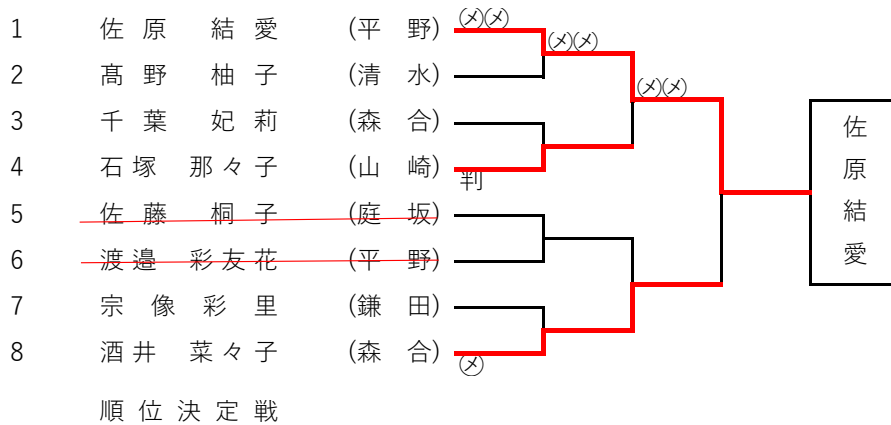 1 佐原 結愛 (平野) ㋱㋱
㋱㋱
2 髙野 柚子 (清水)
㋱㋱
3 千葉 妃莉 (森合)
4 石塚 那々子 (山崎) 判
5 佐藤 桐子 (庭坂)
6 渡邉 彩友花 (平野)
7 宗像彩里 (鎌田)
8 酒井 菜々子 (森合) ㋱
佐原結愛
順位決定戦